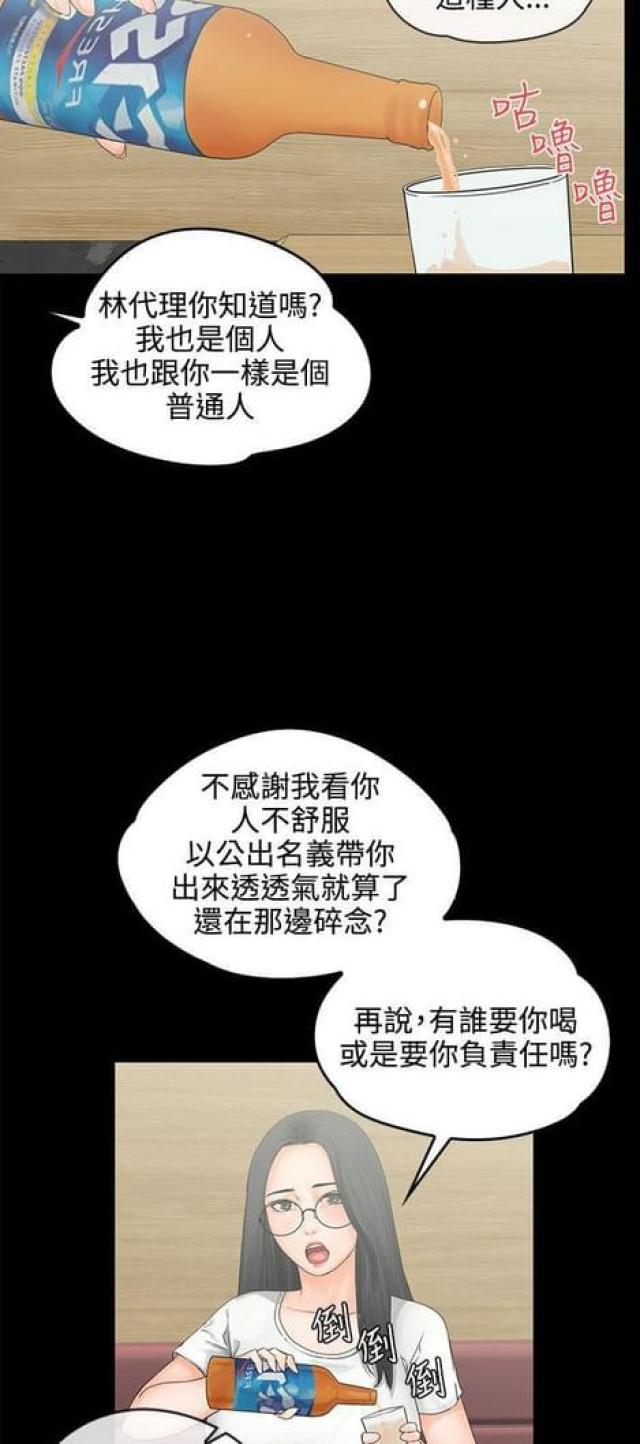 這種人…
咕嚕嚕
林代理你知道嗎?
我也是個人
我也跟你一樣是個
普通人
不感謝我看你
人不舒服
以公出名義帶你
出來透透氣就算了
還在那邊碎念?
再說,有誰要你喝
或是要你負責任嗎?
倒倒倒